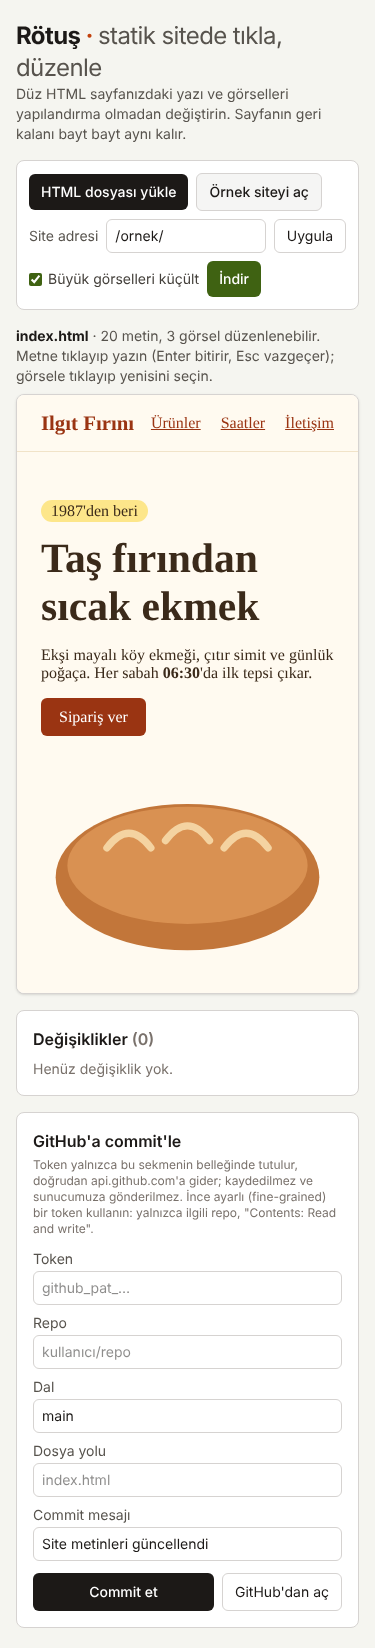 Rötuş · statik sitede tıkla,
düzenle
Düz HTML sayfanızdaki yazı ve görselleri
yapılandırma olmadan değiştirin. Sayfanın geri
kalanı bayt bayt aynı kalır.
HTML dosyası yükle
Örnek siteyi aç
Site adresi
/ornek/
Uygula
Büyük görselleri küçült
İndir
index.html · 20 metin, 3 görsel düzenlenebilir.
Metne tıklayıp yazın (Enter bitirir, Esc vazgeçer);
görsele tıklayıp yenisini seçin.
Ilgıt Fırını
Ürünler
Saatler
İletişim
1987'den beri
Taş fırından
sıcak ekmek
Ekşi mayalı köy ekmeği, çıtır simit ve günlük
poğaça. Her sabah 06:30'da ilk tepsi çıkar.
Sipariş ver
Değişiklikler (0)
Henüz değişiklik yok.
GitHub'a commit'le
Token yalnızca bu sekmenin belleğinde tutulur,
doğrudan api.github.com'a gider; kaydedilmez ve
sunucumuza gönderilmez. İnce ayarlı (fine-grained)
bir token kullanın: yalnızca ilgili repo, "Contents: Read
and write".
Token
github_pat_...
Repo
kullanıcı/repo
Dal
main
Dosya yolu
index.html
Commit mesajı
Site metinleri güncellendi
Commit et
GitHub'dan aç